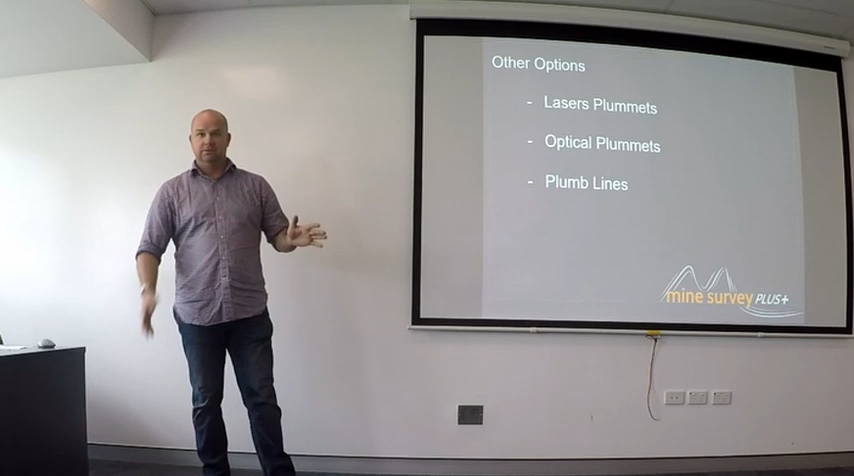 Other Options
- Lasers Plummets
- Optical Plummets
- Plumb Lines
mine survey PLUS+